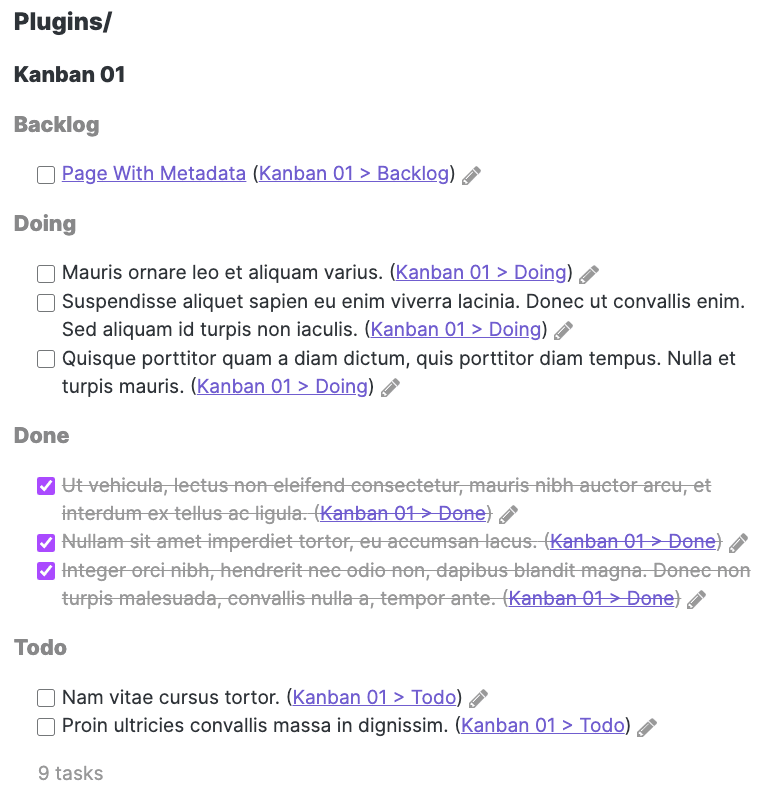 Plugins/
Kanban 01
Backlog
Page With Metadata (Kanban 01 > Backlog)
Doing
Mauris ornare leo et aliquam varius. (Kanban 01 > Doing)
Suspendisse aliquet sapien eu enim viverra lacinia. Donec ut convallis enim.
Sed aliquam id turpis non iaculis. (Kanban 01 > Doing)
Quisque porttitor quam a diam dictum, quis porttitor diam tempus. Nulla et
turpis mauris. (Kanban 01 > Doing)
Done
Ut vehicula, lectus non eleifend consectetur, mauris nibh auctor arcu, et
interdum ex tellus ac ligula. (Kanban 01 > Done)
Nullam sit amet imperdiet tortor, eu accumsan lacus. (Kanban 01 > Done)
Integer orci nibh, hendrerit nec odio non, dapibus blandit magna. Donec non
turpis malesuada, convallis nulla a, tempor ante. (Kanban 01 > Done)
Todo
Nam vitae cursus tortor. (Kanban 01 > Todo)
Proin ultricies convallis massa in dignissim. (Kanban 01 > Todo)
9 tasks